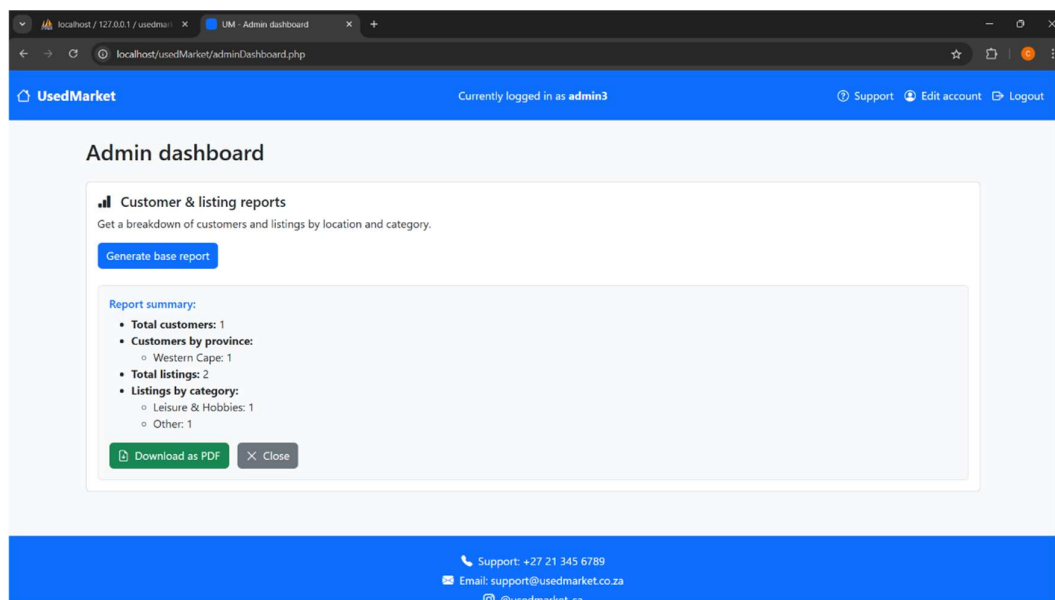 localhost / 127.0.0.1 / usedmar
UM - Admin dashboard
localhost/usedMarket/adminDashboard.php
C
UsedMarket
Currently logged in as admin3
Support
Edit account
Logout
Admin dashboard
Customer & listing reports
Get a breakdown of customers and listings by location and category.
Generate base report
Report summary:
Total customers: 1
Customers by province:
Western Cape: 1
Total listings: 2
Listings by category:
Leisure & Hobbies: 1
Other: 1
Download as PDF
Close
Support: +27 21 345 6789
Email: support@usedmarket.co.za